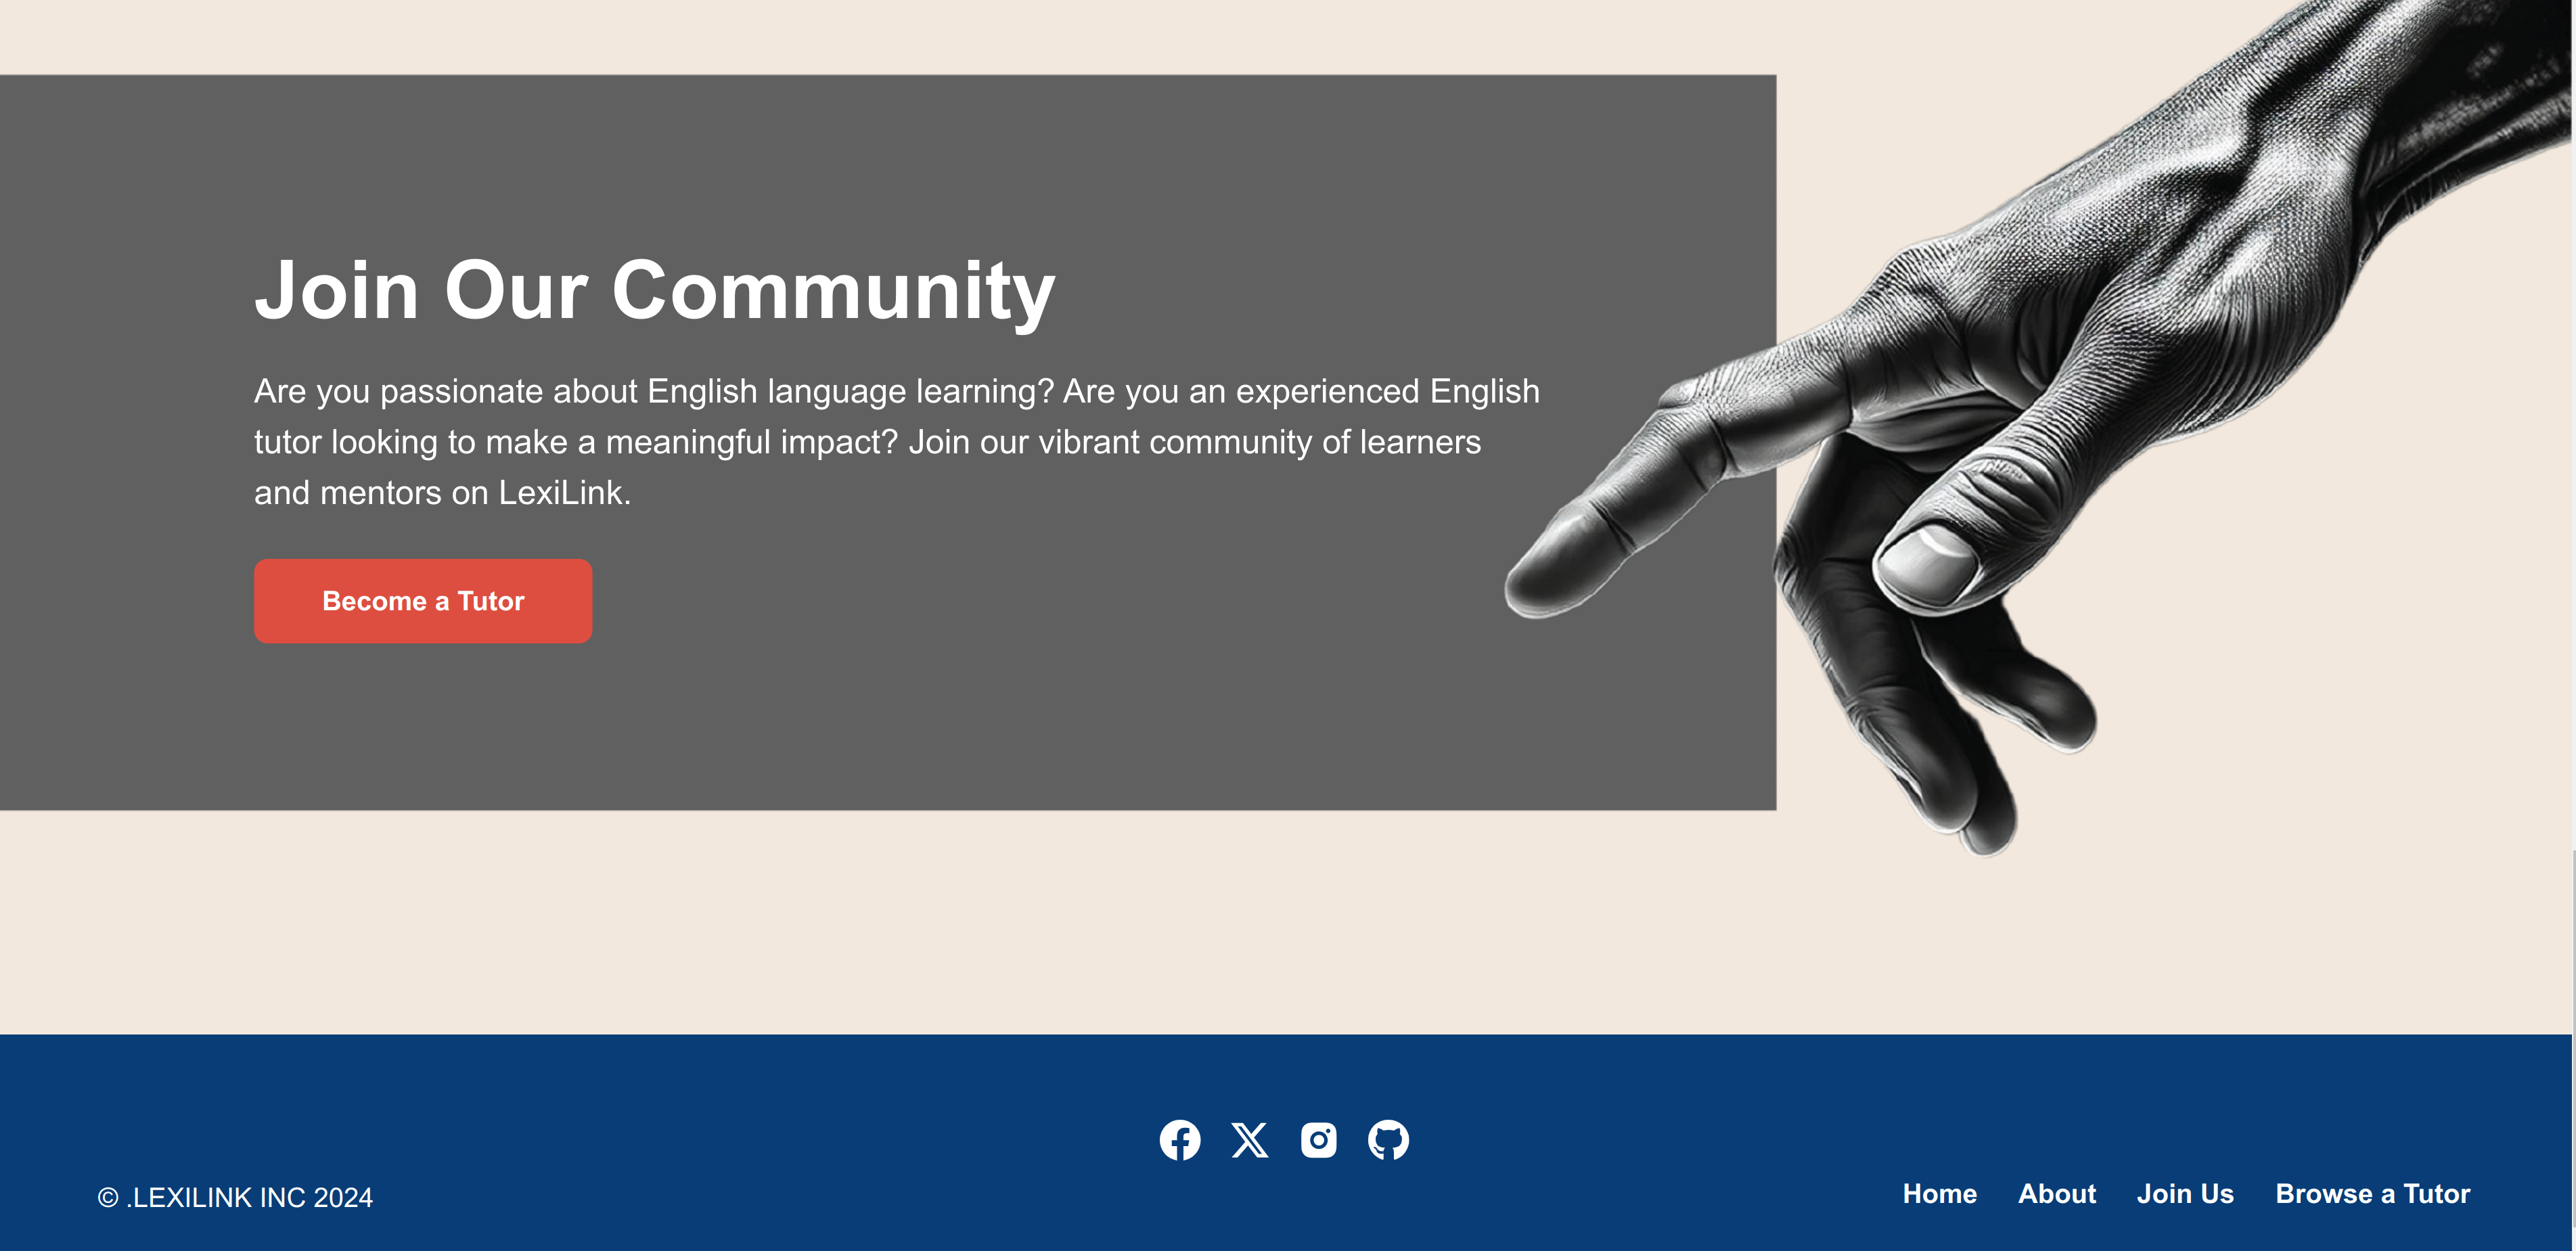 Join Our Community
Are you passionate about English language learning? Are you an experienced English
tutor looking to make a meaningful impact? Join our vibrant community of learners
and mentors on LexiLink.
Become a Tutor
© .LEXILINK INC 2024
Home About Join Us Browse a Tutor